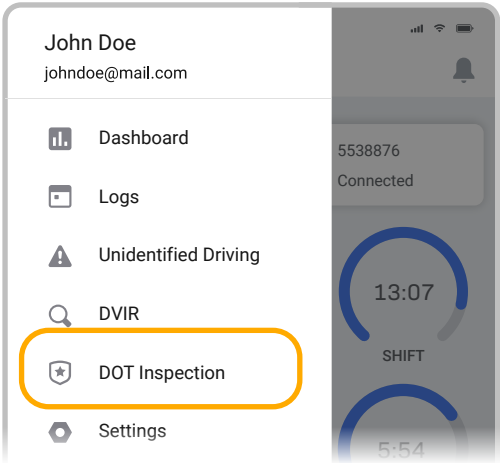 John Doe
johndoe@mail.com
Dashboard
Logs
Unidentified Driving
DVIR
DOT Inspection
Settings
5538876
Connected
13:07
SHIFT
5:54